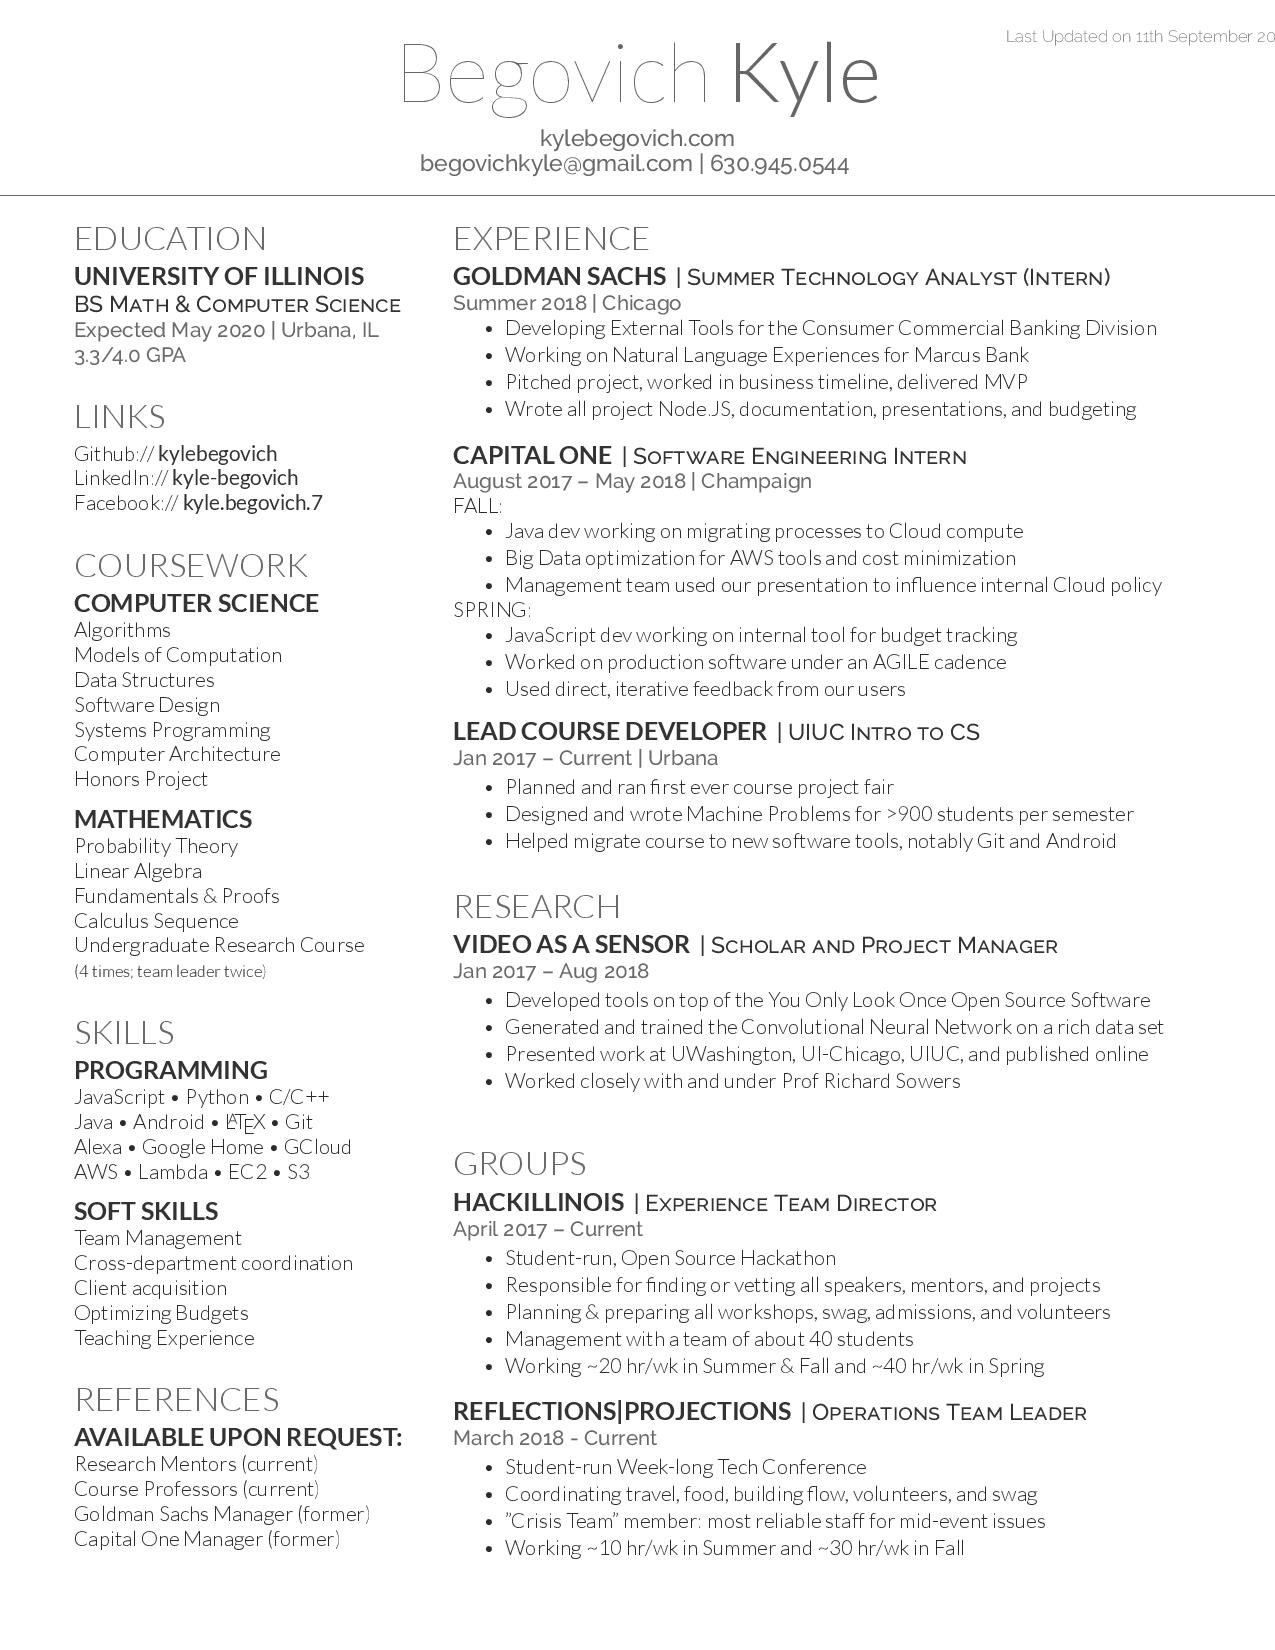 Last Updated on 11th September 20
Begovich Kyle
kylebegovich.com
begovichkyle@gmail.com | 630.945.0544
EDUCATION
UNIVERSITY OF ILLINOIS
BS Math & Computer Science
Expected May 2020 | Urbana, IL
3.3/4.0 GPA
LINKS
Github:// kylebegovich
LinkedIn:// kyle-begovich
Facebook:// kyle.begovich.7
COURSEWORK
COMPUTER SCIENCE
Algorithms
Models of Computation
Data Structures
Software Design
Systems Programming
Computer Architecture
Honors Project
MATHEMATICS
Probability Theory
Linear Algebra
Fundamentals & Proofs
Calculus Sequence
Undergraduate Research Course
(4 times; team leader twice)
SKILLS
PROGRAMMING
JavaScript • Python • C/C++
Java • Android • LATEX • Git
Alexa • Google Home • GCloud
AWS • Lambda • EC2 • S3
SOFT SKILLS
Team Management
Cross-department coordination
Client acquisition
Optimizing Budgets
Teaching Experience
REFERENCES
AVAILABLE UPON REQUEST:
Research Mentors (current)
Course Professors (current)
Goldman Sachs Manager (former)
Capital One Manager (former)
EXPERIENCE
GOLDMAN SACHS | Summer Technology Analyst (Intern)
Summer 2018 | Chicago
• Developing External Tools for the Consumer Commercial Banking Division
• Working on Natural Language Experiences for Marcus Bank
• Pitched project, worked in business timeline, delivered MVP
• Wrote all project Node.JS, documentation, presentations, and budgeting
CAPITAL ONE | Software Engineering Intern
August 2017 – May 2018 | Champaign
FALL:
• Java dev working on migrating processes to Cloud compute
• Big Data optimization for AWS tools and cost minimization
• Management team used our presentation to influence internal Cloud policy
SPRING:
• JavaScript dev working on internal tool for budget tracking
• Worked on production software under an AGILE cadence
• Used direct, iterative feedback from our users
LEAD COURSE DEVELOPER | UIUC Intro to CS
Jan 2017 – Current | Urbana
• Planned and ran first ever course project fair
• Designed and wrote Machine Problems for >900 students per semester
• Helped migrate course to new software tools, notably Git and Android
RESEARCH
VIDEO AS A SENSOR | Scholar and Project Manager
Jan 2017 – Aug 2018
• Developed tools on top of the You Only Look Once Open Source Software
• Generated and trained the Convolutional Neural Network on a rich data set
• Presented work at UWashington, UI-Chicago, UIUC, and published online
• Worked closely with and under Prof Richard Sowers
GROUPS
HACKILLINOIS | Experience Team Director
April 2017 – Current
• Student-run, Open Source Hackathon
• Responsible for finding or vetting all speakers, mentors, and projects
• Planning & preparing all workshops, swag, admissions, and volunteers
• Management with a team of about 40 students
• Working ~20 hr/wk in Summer & Fall and ~40 hr/wk in Spring
REFLECTIONS|PROJECTIONS | Operations Team Leader
March 2018 - Current
• Student-run Week-long Tech Conference
• Coordinating travel, food, building flow, volunteers, and swag
• ”Crisis Team” member: most reliable staff for mid-event issues
• Working ~10 hr/wk in Summer and ~30 hr/wk in Fall